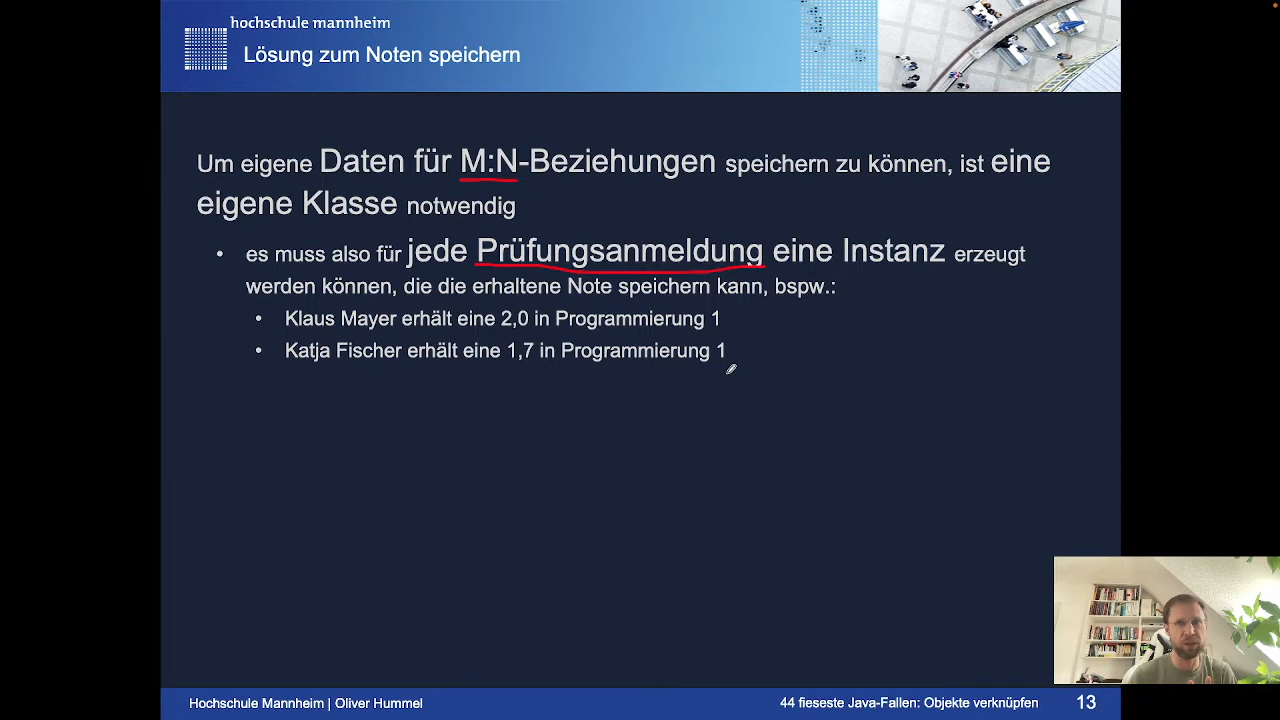 hochschule mannheim
Lösung zum Noten speichern
Um eigene Daten für M:N-Beziehungen speichern zu können, ist eine
eigene Klasse notwendig
• es muss also für jede Prüfungsanmeldung eine Instanz erzeugt
werden können, die die erhaltene Note speichern kann, bspw.:
• Klaus Mayer erhält eine 2,0 in Programmierung 1
• Katja Fischer erhält eine 1,7 in Programmierung 1
Hochschule Mannheim | Oliver Hummel
44 fieseste Java-Fallen: Objekte verknüpfen
13